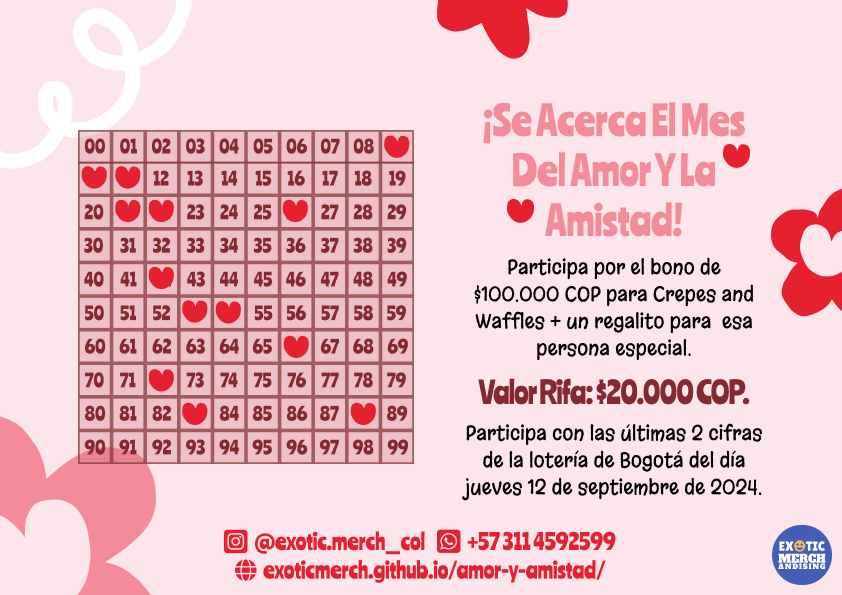 00 01 02 03 04 05 06 07 08
12 13 14 15 16 17 18 19
20 23 24 25 27 28 29
30 31 32 33 34 35 36 37 38 39
40 41 43 44 45 46 47 48 49
50 51 52 55 56 57 58 59
60 61 62 63 64 65 67 68 69
70 71 73 74 75 76 77 78 79
80 81 82 84 85 86 87 89
90 91 92 93 94 95 96 97 98 99
¡Se Acerca El Mes
Del Amor Y La
Amistad!
Participa por el bono de
$100.000 COP para Crepes and
Waffles + un regalito para esa
persona especial.
Valor Rifa: $20.000 COP.
Participa con las últimas 2 cifras
de la lotería de Bogotá del día
jueves 12 de septiembre de 2024.
@exotic.merch_col +57 311 4592599
exoticmerch.github.io/amor-y-amistad/
EXOTIC
MERCH
ANDISING